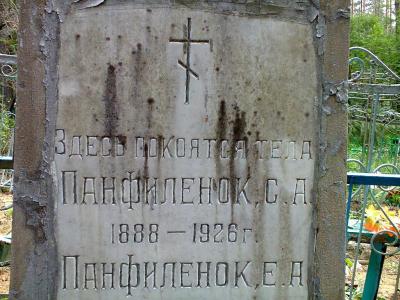 Здесь покоятся тела
Панфиленок, С. А.
1888 — 1926 г.
Панфиленок, Е. А